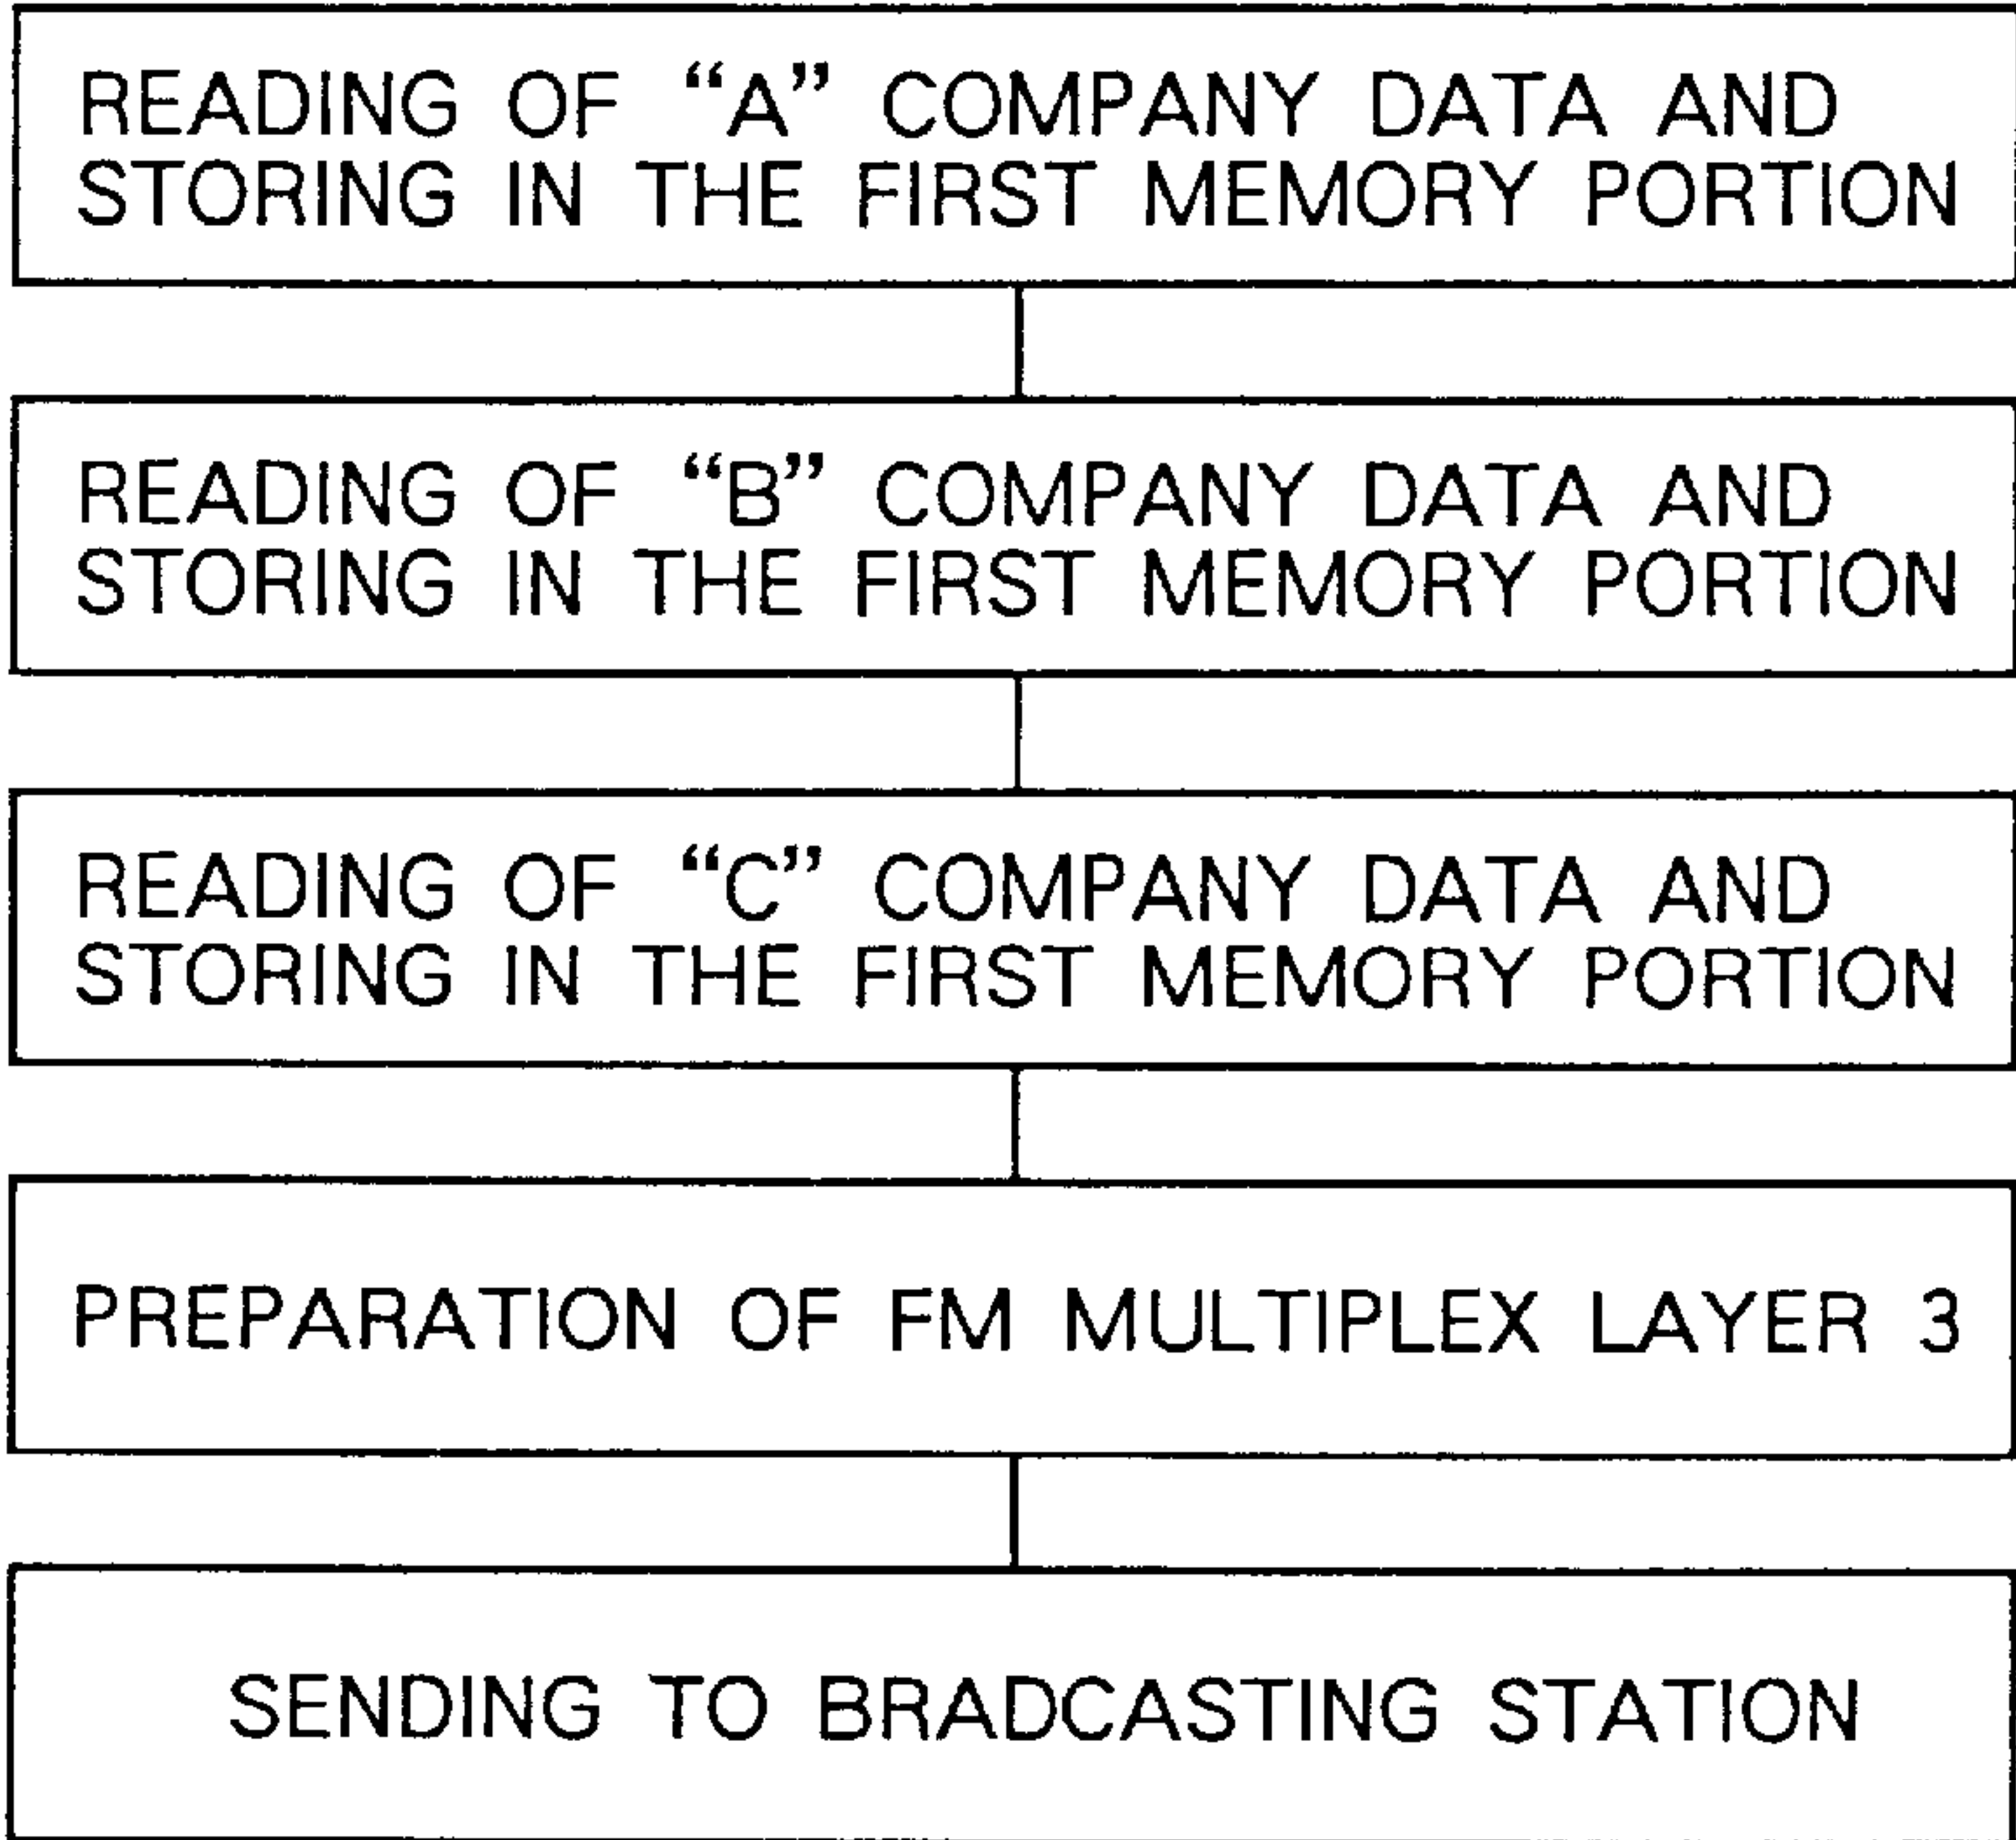 READING OF “A” COMPANY DATA AND
STORING IN THE FIRST MEMORY PORTION
READING OF “B” COMPANY DATA AND
STORING IN THE FIRST MEMORY PORTION
READING OF “C” COMPANY DATA AND
STORING IN THE FIRST MEMORY PORTION
PREPARATION OF FM MULTIPLEX LAYER 3
SENDING TO BRADCASTING STATION